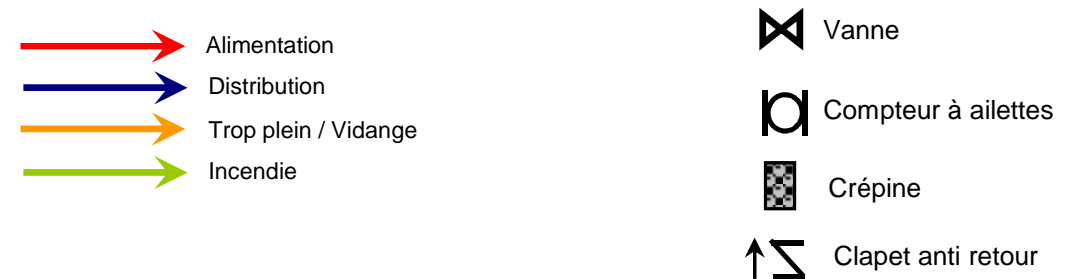 Alimentation
Distribution
Trop plein / Vidange
Incendie
Vanne
Compteur à ailettes
Crépine
Clapet anti retour